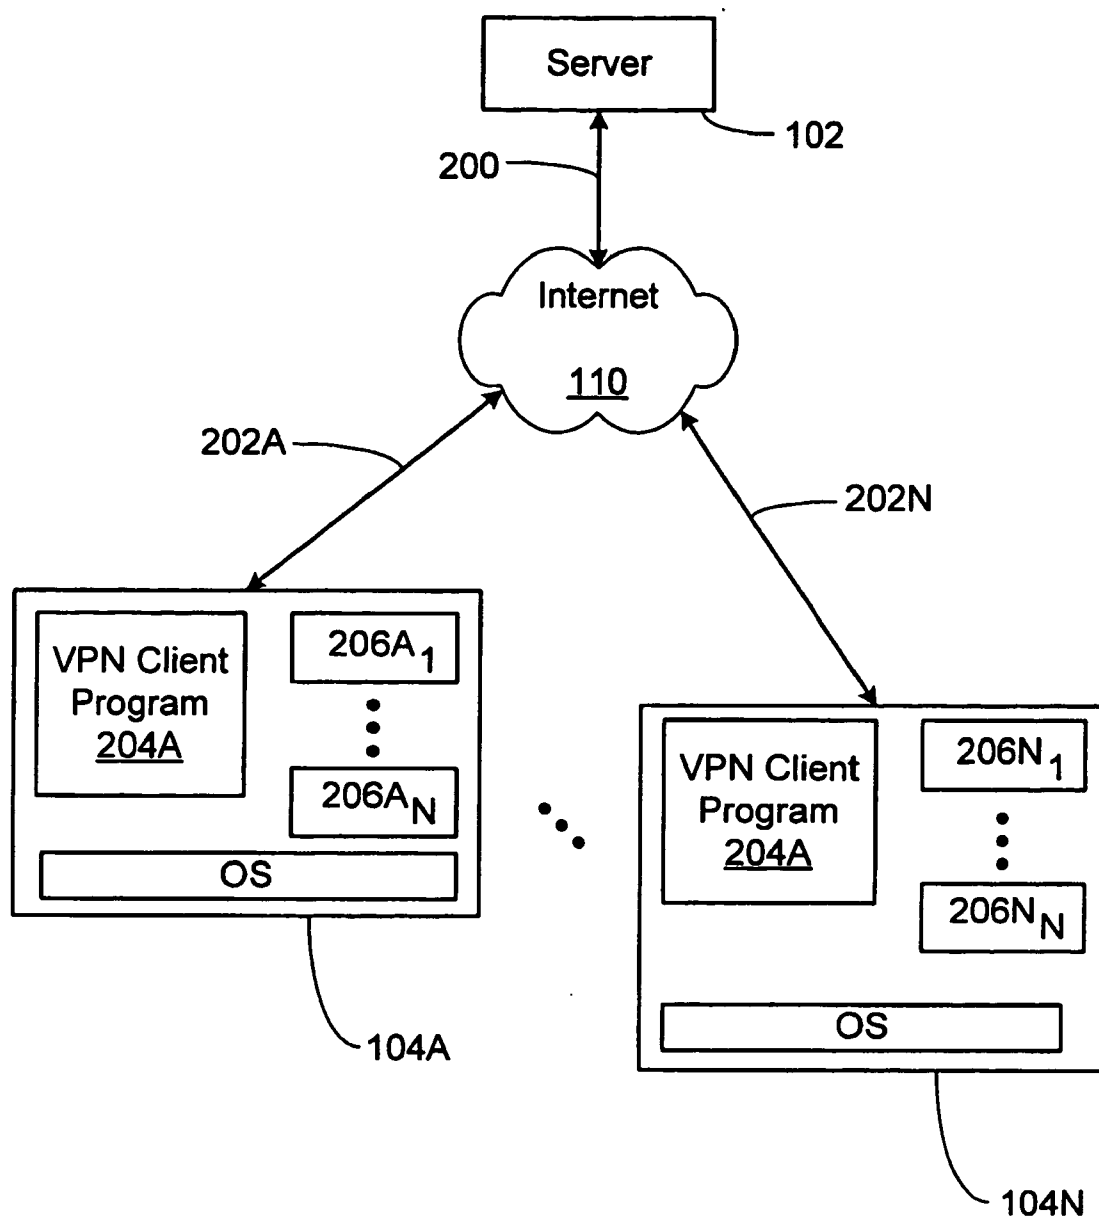 Server
102
200
Internet
110
202A
202N
VPN Client
Program
204A
206A1
206AN
OS
104A
VPN Client
Program
204A
206N1
206NN
OS
104N